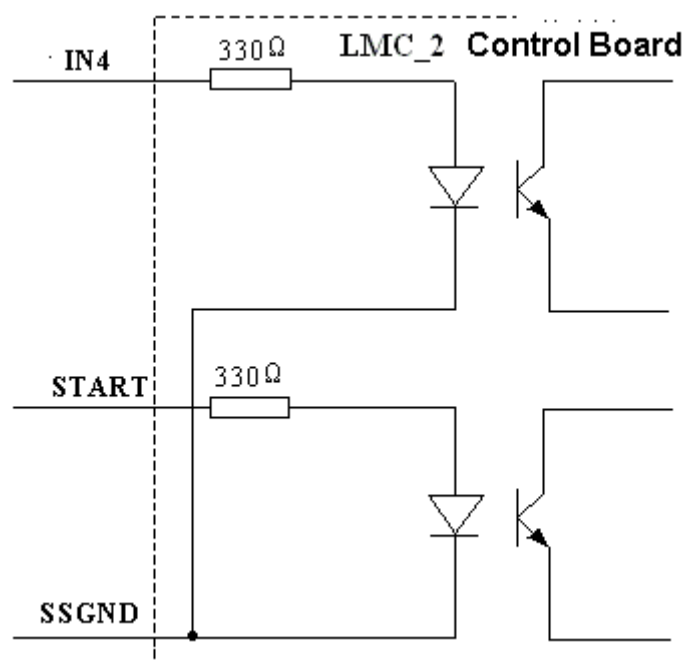 IN4
330Ω
LMC_2 Control Board
START
330Ω
SSGND